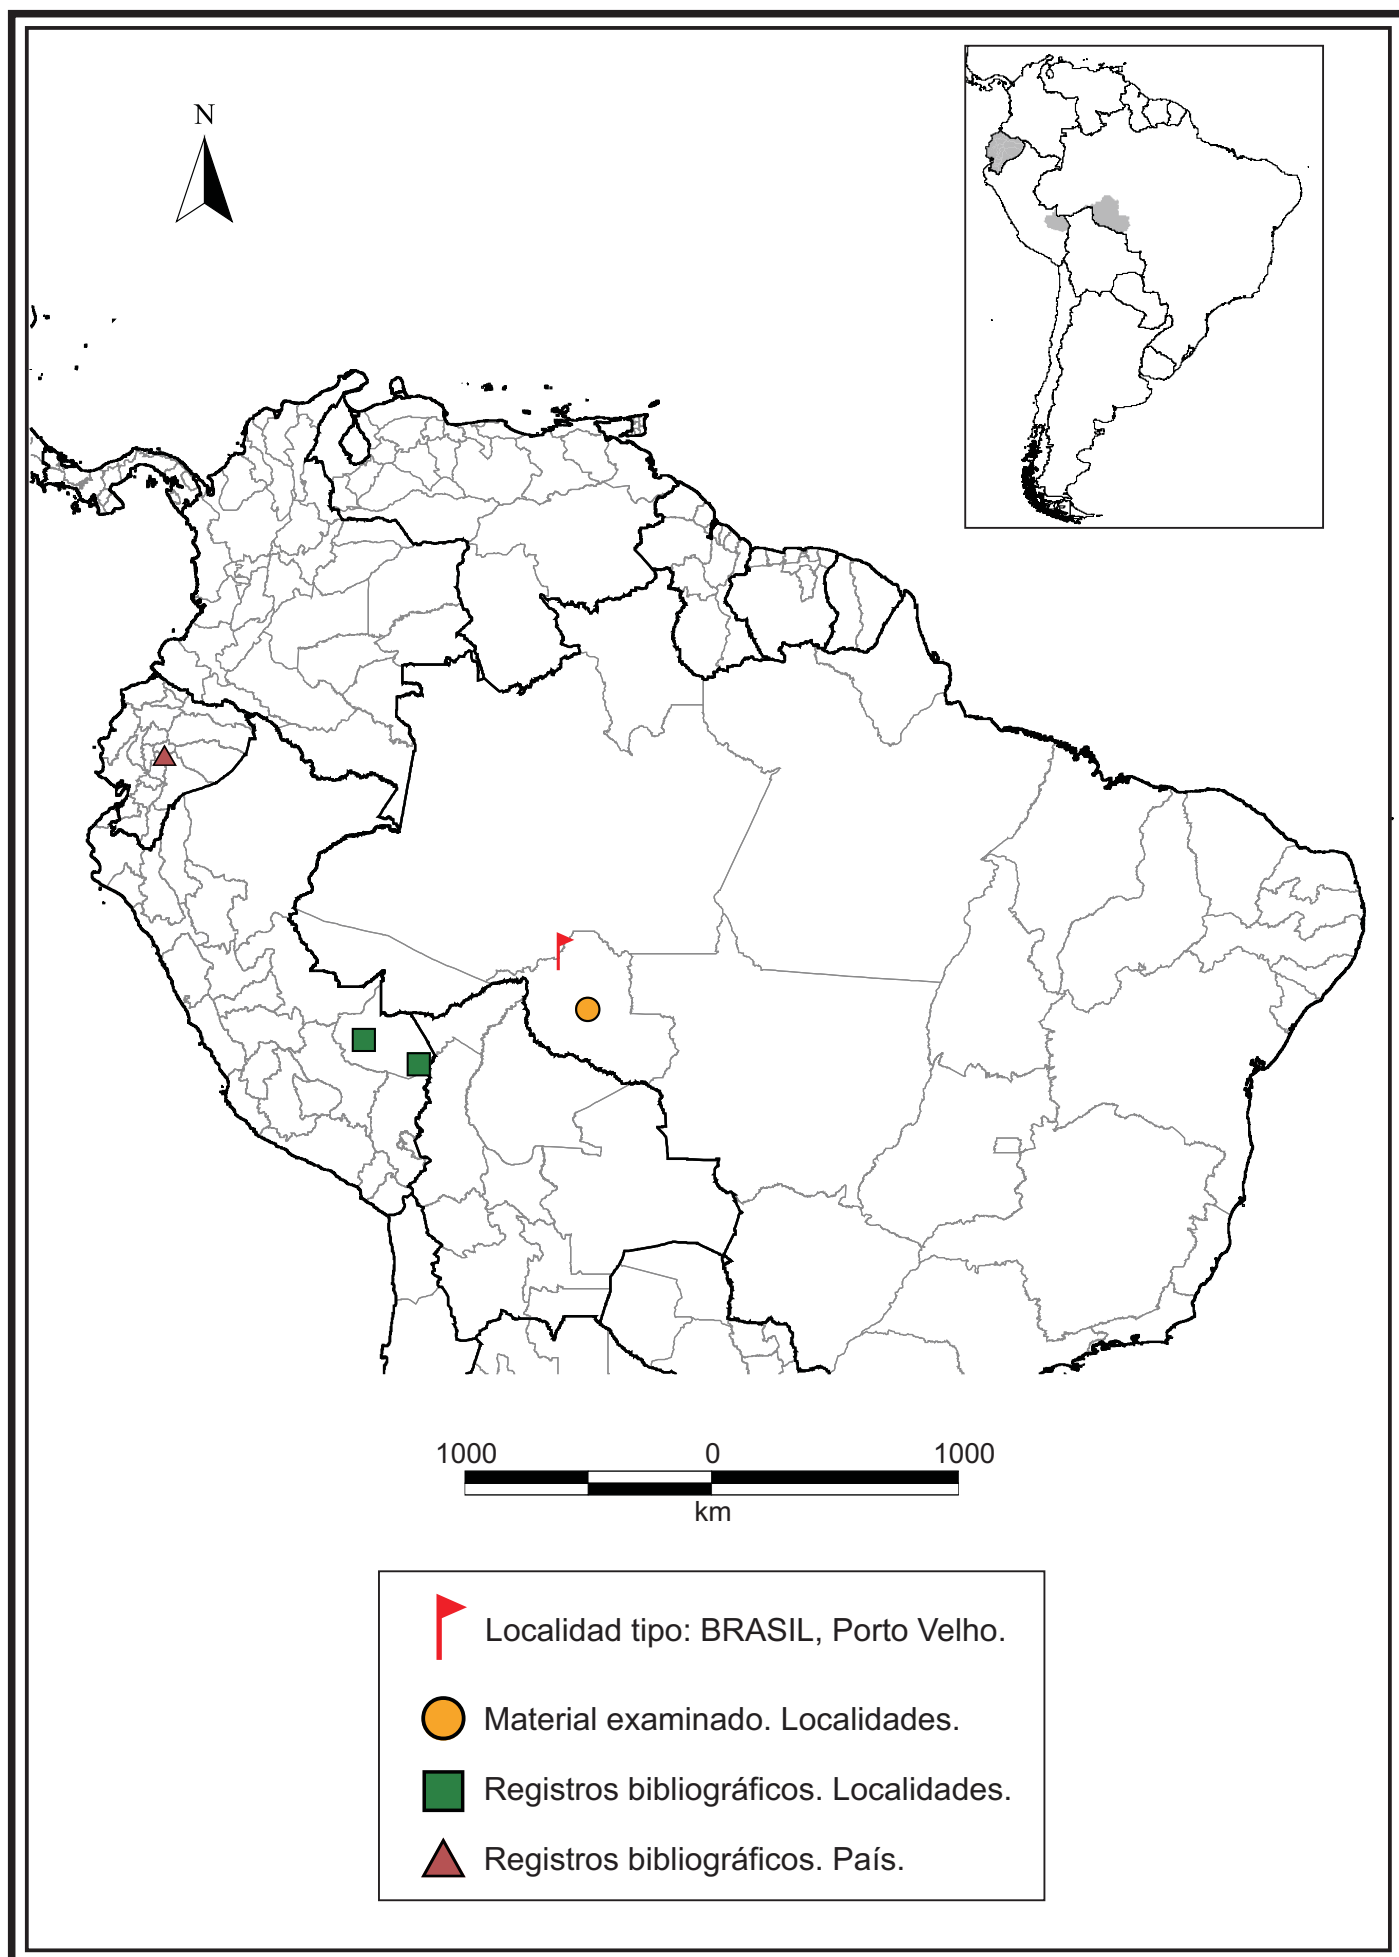 N
1000 0 1000
km
Localidad tipo: BRASIL, Porto Velho.
Material examinado. Localidades.
Registros bibliográficos. Localidades.
Registros bibliográficos. País.